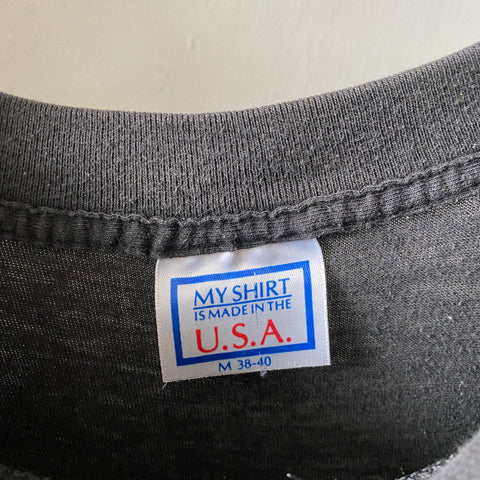 MY SHIRT
IS MADE IN THE
U.S.A.
M 38-40